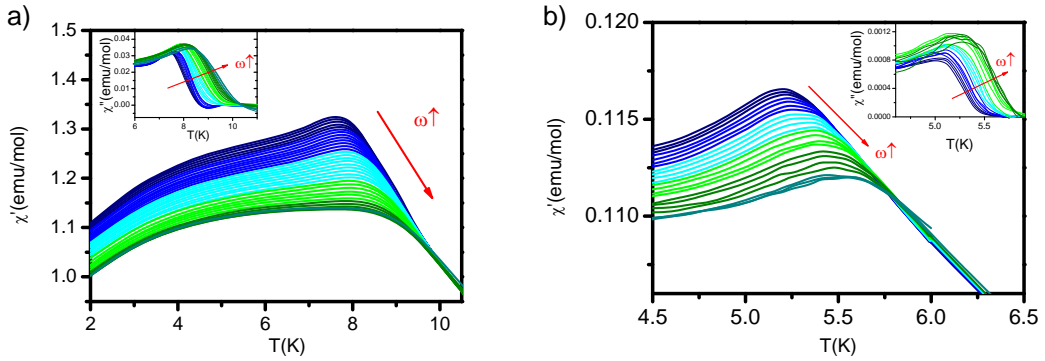 a)
χ'(emu/mol)
1.5
1.4
1.3
1.2
1.1
1.0
2
4
6
8
10
T(K)
ω↑
χ''(emu/mol)
0.04
0.03
0.02
0.01
0.00
6
8
10
T(K)
ω↑
b)
χ'(emu/mol)
0.120
0.115
0.110
4.5
5.0
5.5
6.0
6.5
T(K)
ω↑
χ''(emu/mol)
0.0012
0.0008
0.0004
0.0000
5.0
5.5
T(K)
ω↑